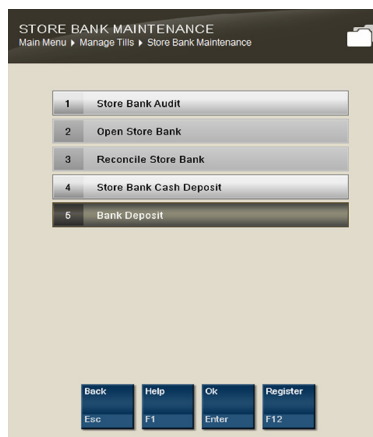 STORE BANK MAINTENANCE
Main Menu ▸ Manage Tills ▸ Store Bank Maintenance
1 Store Bank Audit
2 Open Store Bank
3 Reconcile Store Bank
4 Store Bank Cash Deposit
5 Bank Deposit
Back Help Ok Register
Esc F1 Enter F12